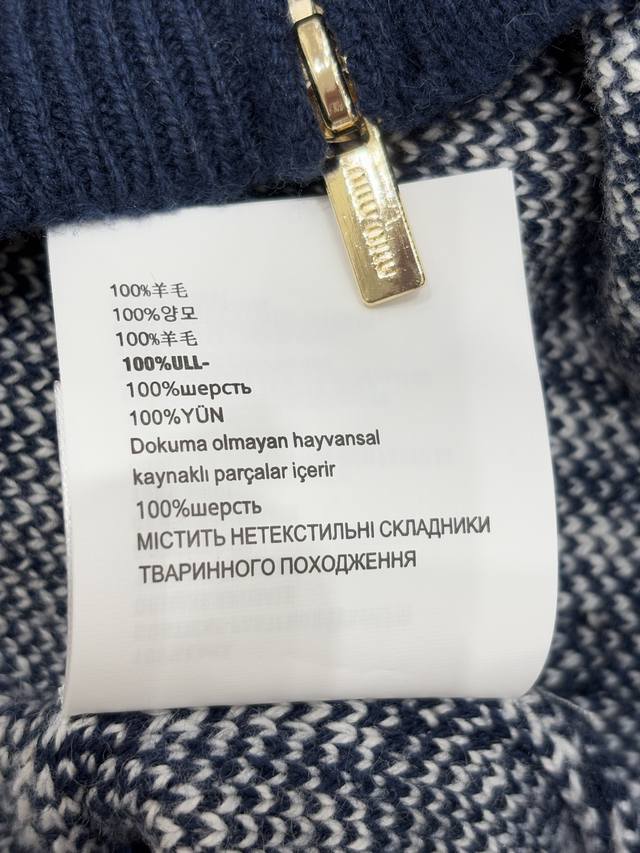 miu miu
100%羊毛
100%양모
100%羊毛
100%ULL-
100%шерсть
100%YÜN
Dokuma olmayan hayvansal
kaynaklı parçalar içerir
100%шерсть
МІСТИТЬ НЕТЕКСТИЛЬНІ СКЛАДНИКИ
ТВАРИННОГО ПОХОДЖЕННЯ